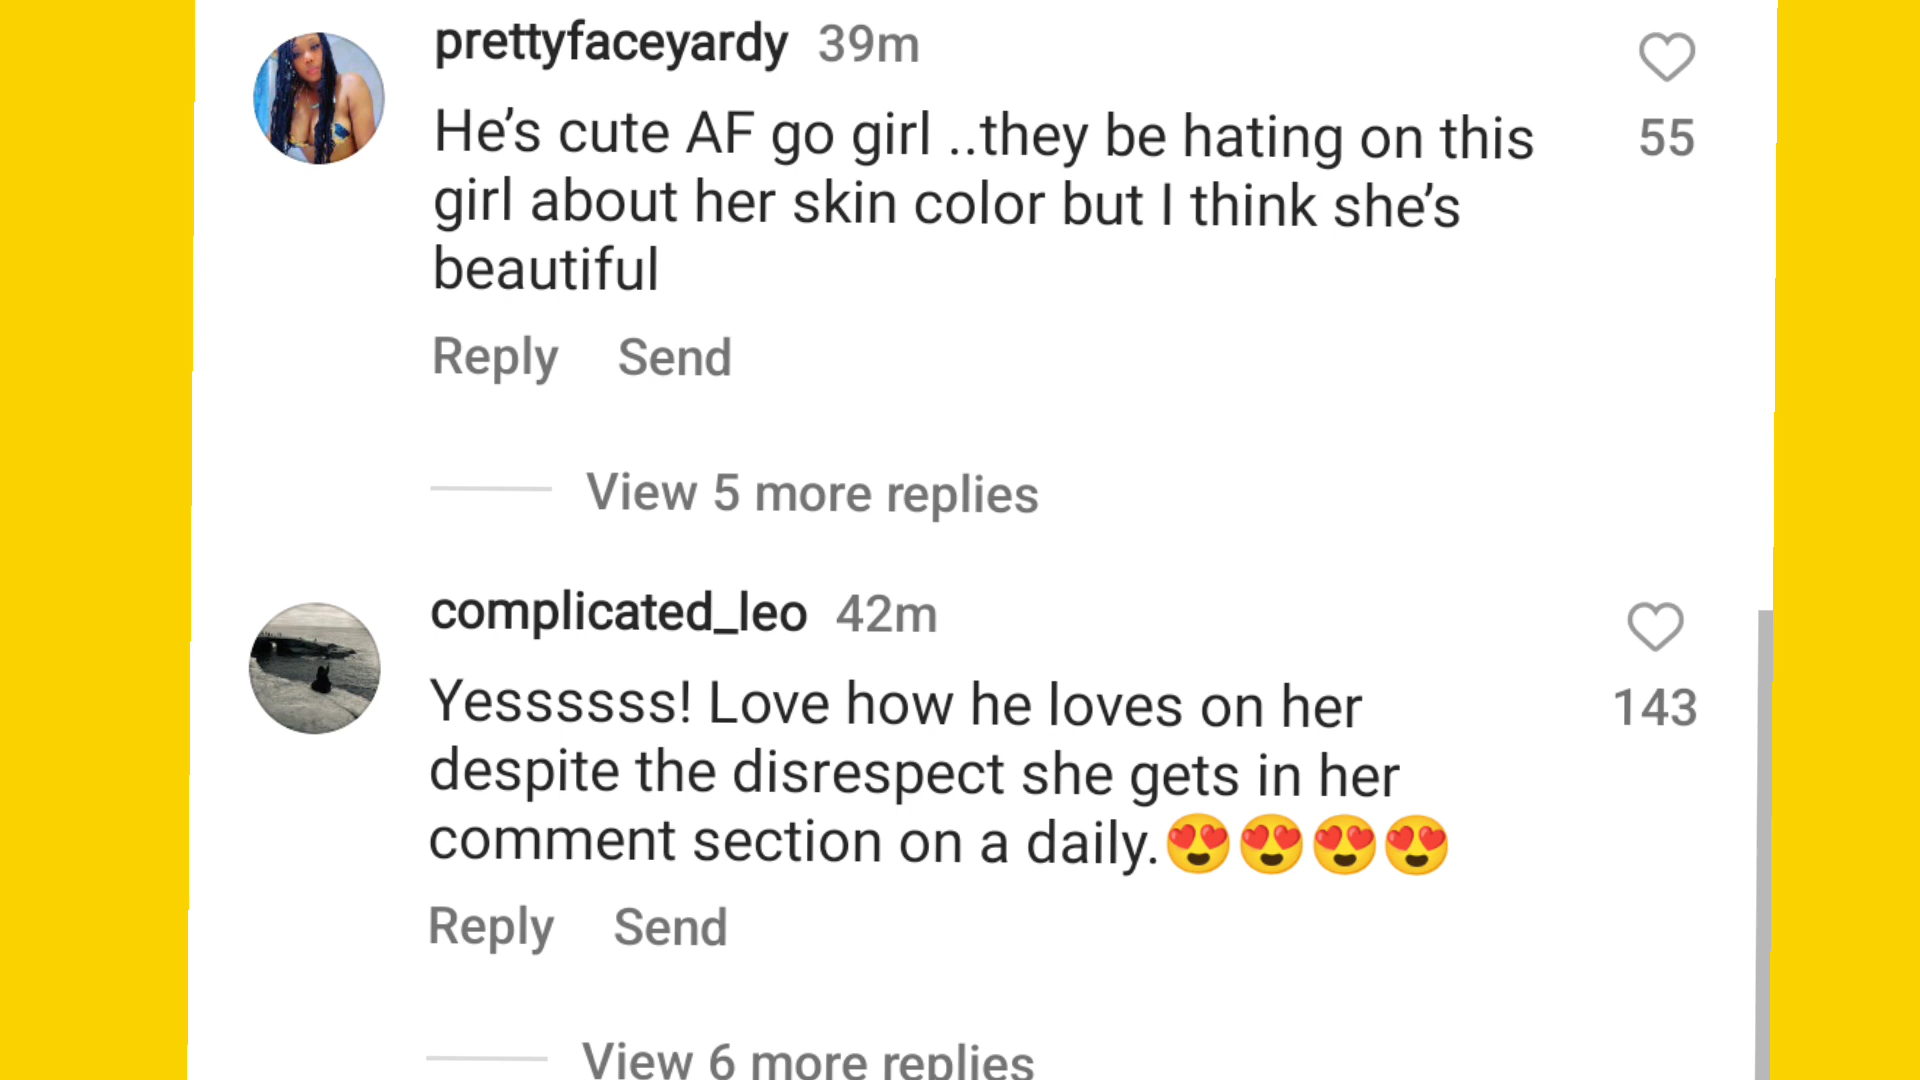 prettyfaceyardy 39m
He’s cute AF go girl ..they be hating on this
55
girl about her skin color but I think she’s
beautiful
Reply Send
View 5 more replies
complicated_leo 42m
Yessssss! Love how he loves on her
143
despite the disrespect she gets in her
comment section on a daily.😍😍😍😍
Reply Send
View 6 more replies